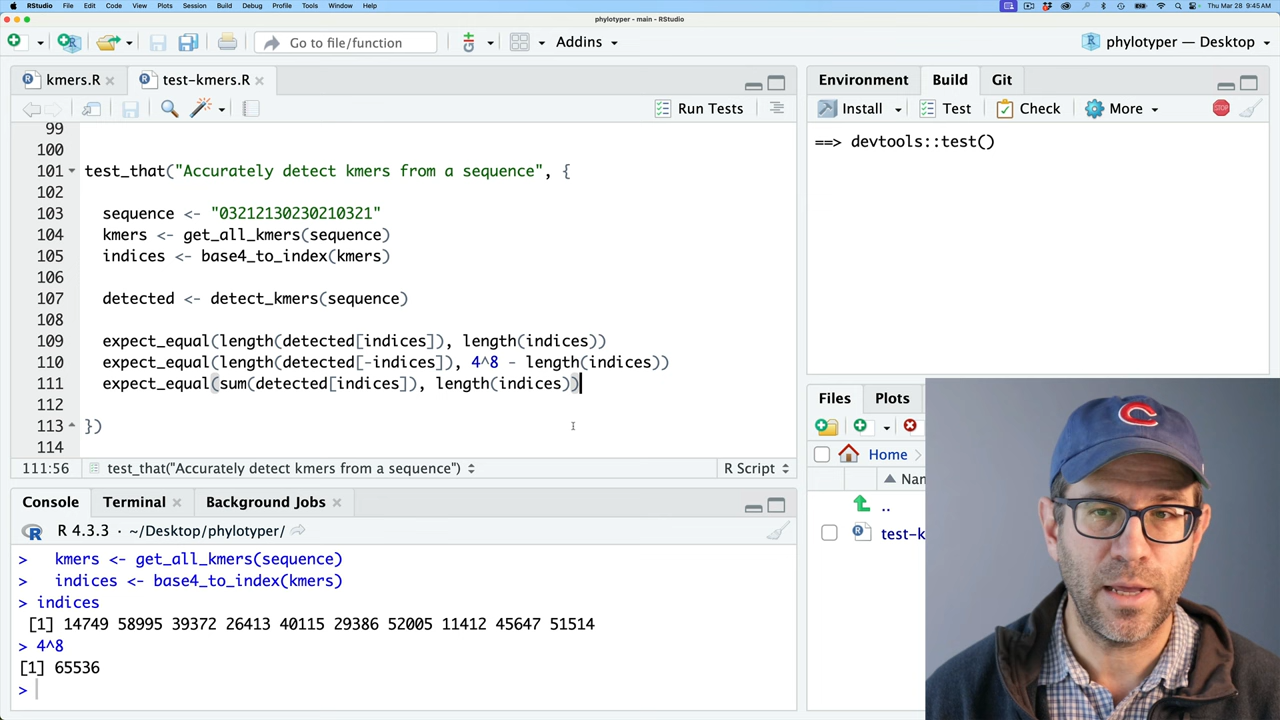 RStudio File Edit Code View Plots Session Build Debug Profile Tools Window Help Thu Mar 28 9:45 AM
phylotyper - main - RStudio
Go to file/function Addins phylotyper — Desktop
kmers.R test-kmers.R
Run Tests
99
100
101 test_that("Accurately detect kmers from a sequence", {
102
103 sequence <- "03212130230210321"
104 kmers <- get_all_kmers(sequence)
105 indices <- base4_to_index(kmers)
106
107 detected <- detect_kmers(sequence)
108
109 expect_equal(length(detected[indices]), length(indices))
110 expect_equal(length(detected[-indices]), 4^8 - length(indices))
111 expect_equal(sum(detected[indices]), length(indices))
112
113 })
114
111:56 test_that("Accurately detect kmers from a sequence") R Script
Console Terminal Background Jobs
R 4.3.3 · ~/Desktop/phylotyper/
> kmers <- get_all_kmers(sequence)
> indices <- base4_to_index(kmers)
> indices
[1] 14749 58995 39372 26413 40115 29386 52005 11412 45647 51514
> 4^8
[1] 65536
>
Environment Build Git
Install Test Check More STOP
==> devtools::test()
Files Plots
Home
Nan
..
test-k
C